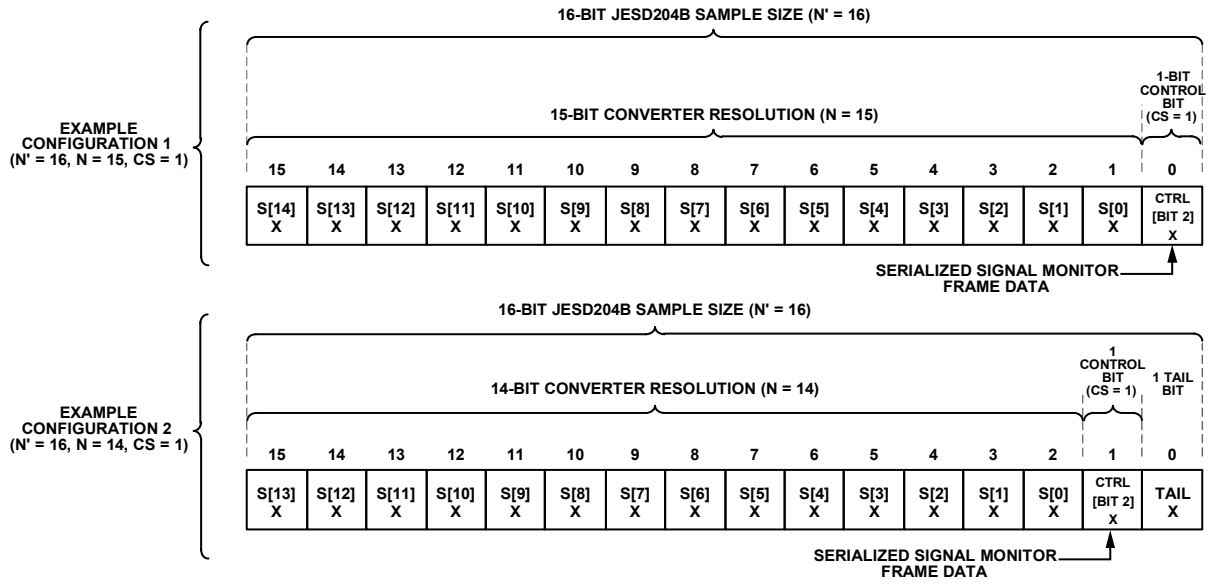 16-BIT JESD204B SAMPLE SIZE (N' = 16)
1-BIT
CONTROL
BIT
(CS = 1)
15-BIT CONVERTER RESOLUTION (N = 15)
EXAMPLE
CONFIGURATION 1
(N' = 16, N = 15, CS = 1)
15 14 13 12 11 10 9 8 7 6 5 4 3 2 1 0
S[14] S[13] S[12] S[11] S[10] S[9] S[8] S[7] S[6] S[5] S[4] S[3] S[2] S[1] S[0] CTRL
[BIT 2]
X X X X X X X X X X X X X X X X
SERIALIZED SIGNAL MONITOR
FRAME DATA
16-BIT JESD204B SAMPLE SIZE (N' = 16)
1
CONTROL
BIT
(CS = 1)
1 TAIL
BIT
14-BIT CONVERTER RESOLUTION (N = 14)
EXAMPLE
CONFIGURATION 2
(N' = 16, N = 14, CS = 1)
15 14 13 12 11 10 9 8 7 6 5 4 3 2 1 0
S[13] S[12] S[11] S[10] S[9] S[8] S[7] S[6] S[5] S[4] S[3] S[2] S[1] S[0] CTRL TAIL
[BIT 2]
X X X X X X X X X X X X X X X X
SERIALIZED SIGNAL MONITOR
FRAME DATA